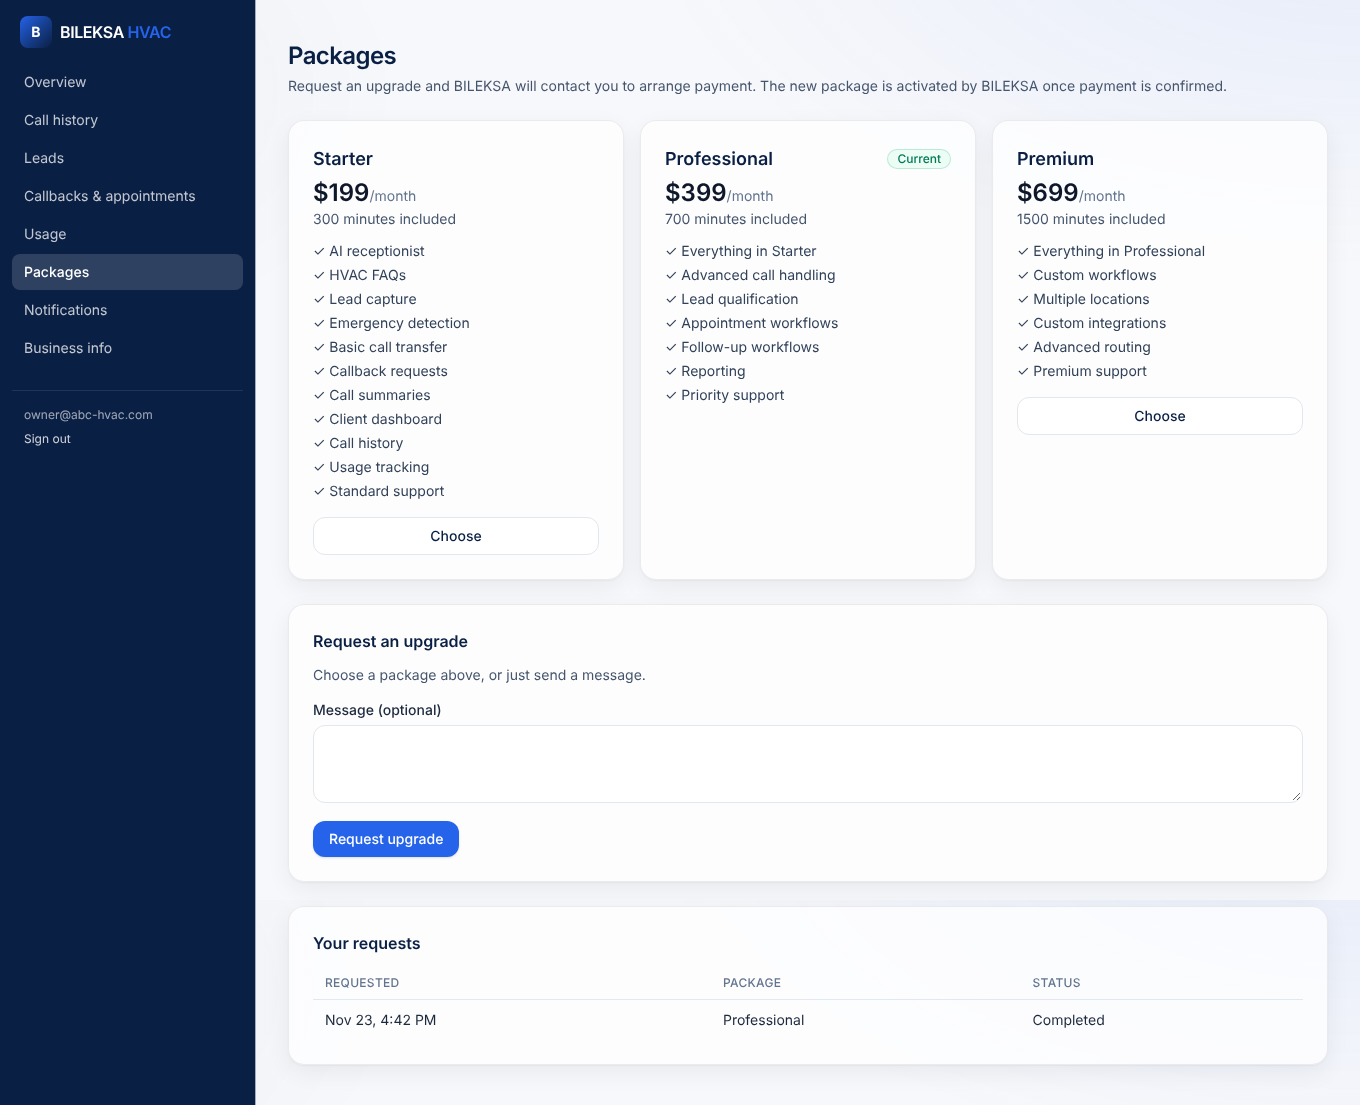 B
BILEKSA HVAC
Overview
Call history
Leads
Callbacks & appointments
Usage
Packages
Notifications
Business info
owner@abc-hvac.com
Sign out
Packages
Request an upgrade and BILEKSA will contact you to arrange payment. The new package is activated by BILEKSA once payment is confirmed.
Starter
$199/month
300 minutes included
✓ AI receptionist
✓ HVAC FAQs
✓ Lead capture
✓ Emergency detection
✓ Basic call transfer
✓ Callback requests
✓ Call summaries
✓ Client dashboard
✓ Call history
✓ Usage tracking
✓ Standard support
Choose
Professional
Current
$399/month
700 minutes included
✓ Everything in Starter
✓ Advanced call handling
✓ Lead qualification
✓ Appointment workflows
✓ Follow-up workflows
✓ Reporting
✓ Priority support
Premium
$699/month
1500 minutes included
✓ Everything in Professional
✓ Custom workflows
✓ Multiple locations
✓ Custom integrations
✓ Advanced routing
✓ Premium support
Choose
Request an upgrade
Choose a package above, or just send a message.
Message (optional)
Request upgrade
Your requests
REQUESTED PACKAGE STATUS
Nov 23, 4:42 PM Professional Completed